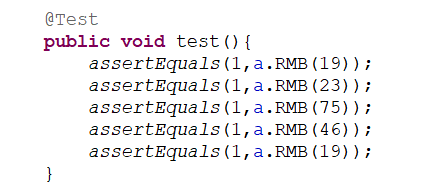 @Test
public void test(){
    assertEquals(1,a.RMB(19));
    assertEquals(1,a.RMB(23));
    assertEquals(1,a.RMB(75));
    assertEquals(1,a.RMB(46));
    assertEquals(1,a.RMB(19));
}